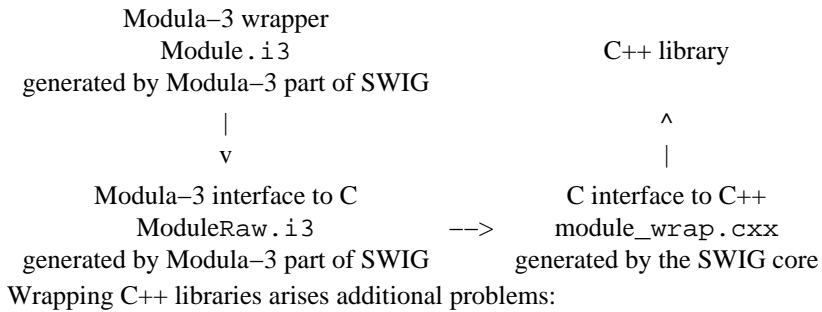 Modula−3 wrapper
Module.i3 C++ library
generated by Modula−3 part of SWIG
| ^
v |
Modula−3 interface to C C interface to C++
ModuleRaw.i3 −−> module_wrap.cxx
generated by Modula−3 part of SWIG generated by the SWIG core
Wrapping C++ libraries arises additional problems: